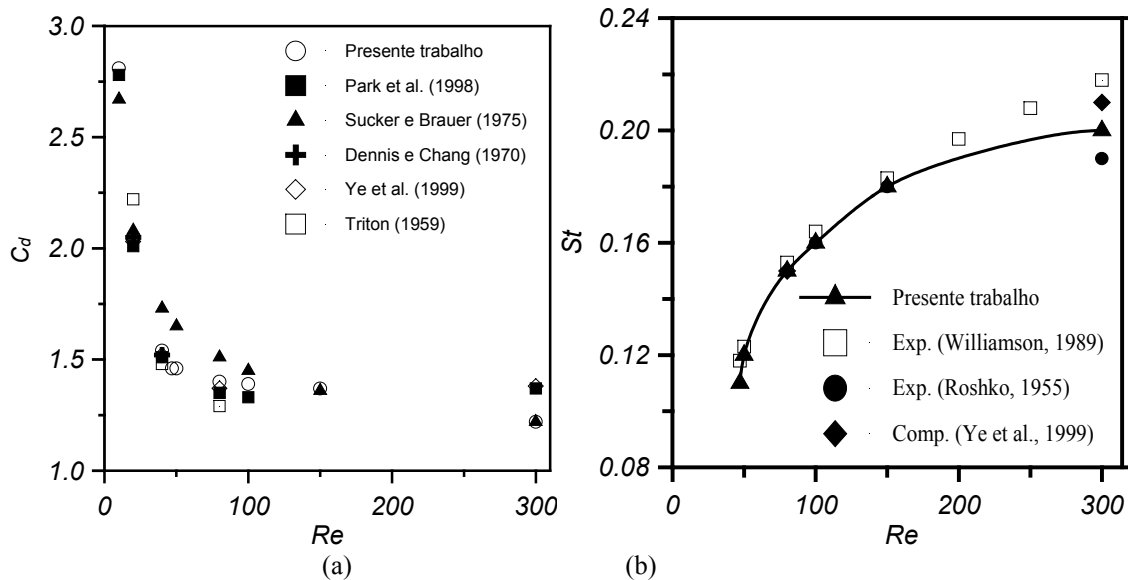 3.0
2.5
2.0
1.5
1.0
C_d
0
100
200
300
Re
Presente trabalho
Park et al. (1998)
Sucker e Brauer (1975)
Dennis e Chang (1970)
Ye et al. (1999)
Triton (1959)
(a)
0.24
0.20
0.16
0.12
0.08
St
0
100
200
300
Re
Presente trabalho
Exp. (Williamson, 1989)
Exp. (Roshko, 1955)
Comp. (Ye et al., 1999)
(b)